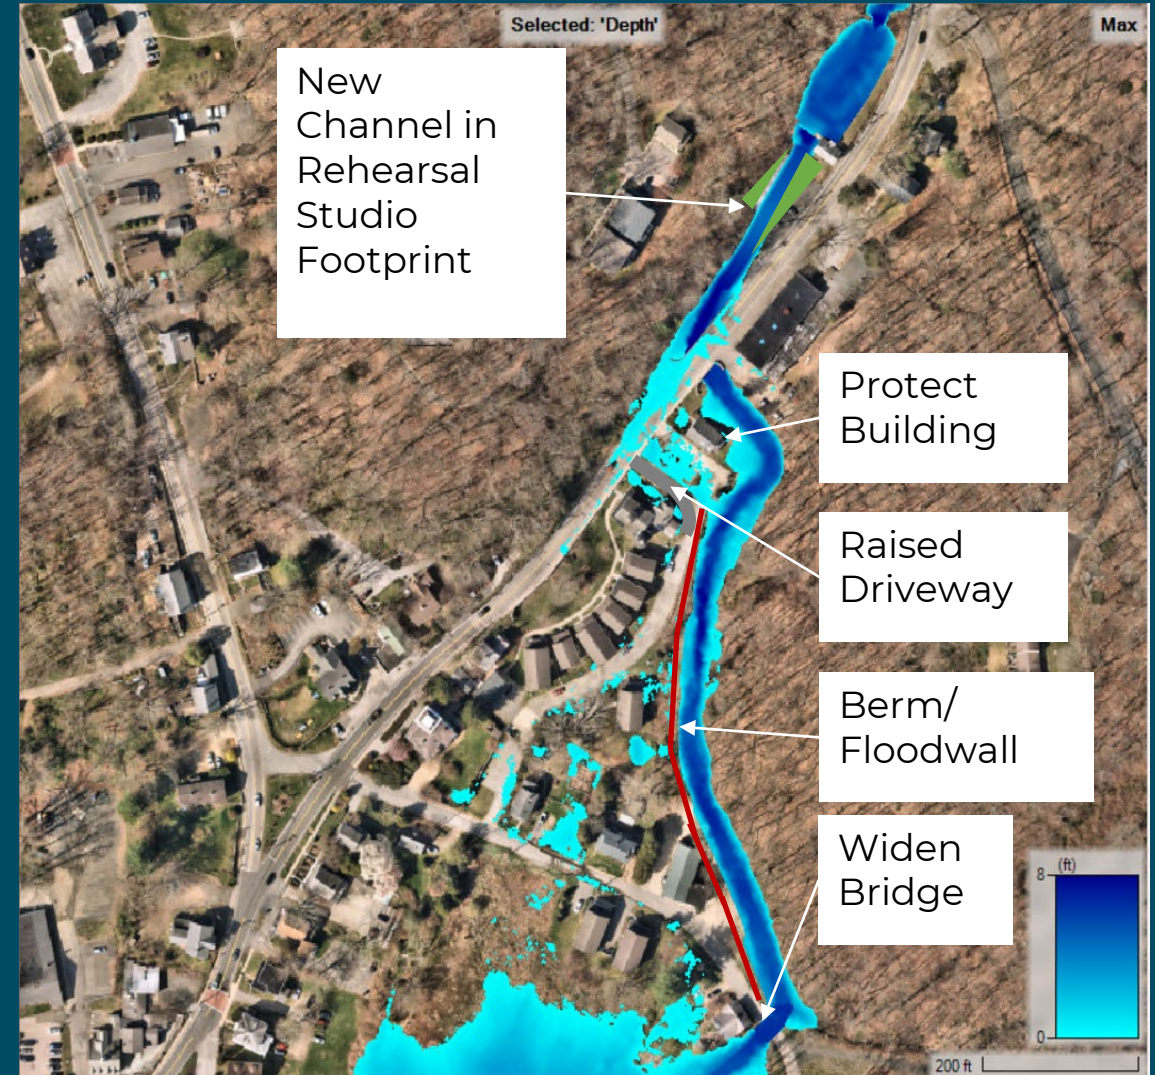 Selected: 'Depth'
Max
New
Channel in
Rehearsal
Studio
Footprint
Protect
Building
Raised
Driveway
Berm/
Floodwall
Widen
Bridge
(ft)
8
0
200 ft